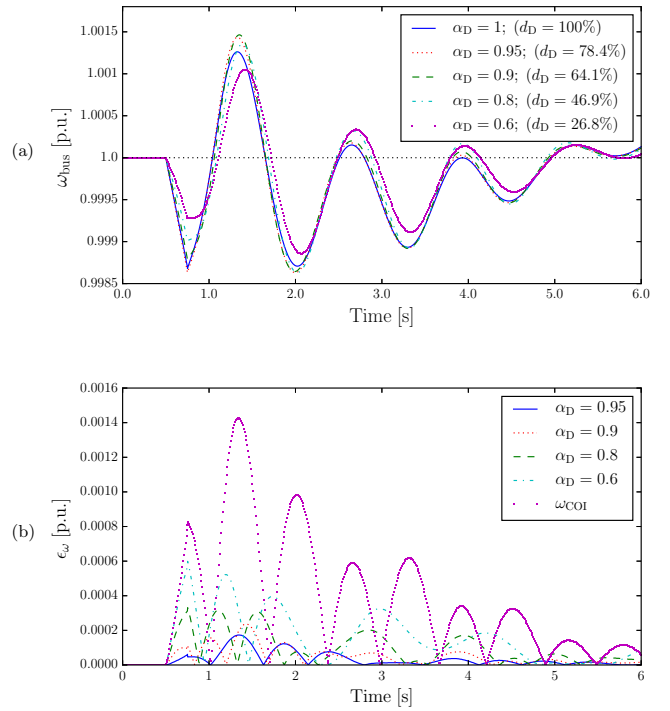 1.0015
1.001
1.0005
1.0
0.9995
0.999
0.9985
ω_bus [p.u.]
(a)
α_D = 1; (d_D = 100%)
α_D = 0.95; (d_D = 78.4%)
α_D = 0.9; (d_D = 64.1%)
α_D = 0.8; (d_D = 46.9%)
α_D = 0.6; (d_D = 26.8%)
0.0 1.0 2.0 3.0 4.0 5.0 6.0
Time [s]
0.0016
0.0014
0.0012
0.0010
0.0008
0.0006
0.0004
0.0002
0.0000
ϵ_ω [p.u.]
(b)
α_D = 0.95
α_D = 0.9
α_D = 0.8
α_D = 0.6
ω_COI
0 1 2 3 4 5 6
Time [s]